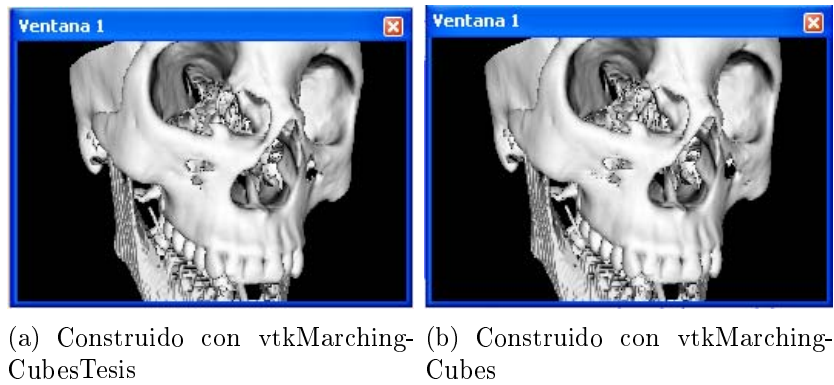 Ventana 1
Ventana 1
(a) Construido con vtkMarching-
CubesTesis
(b) Construido con vtkMarching-
Cubes